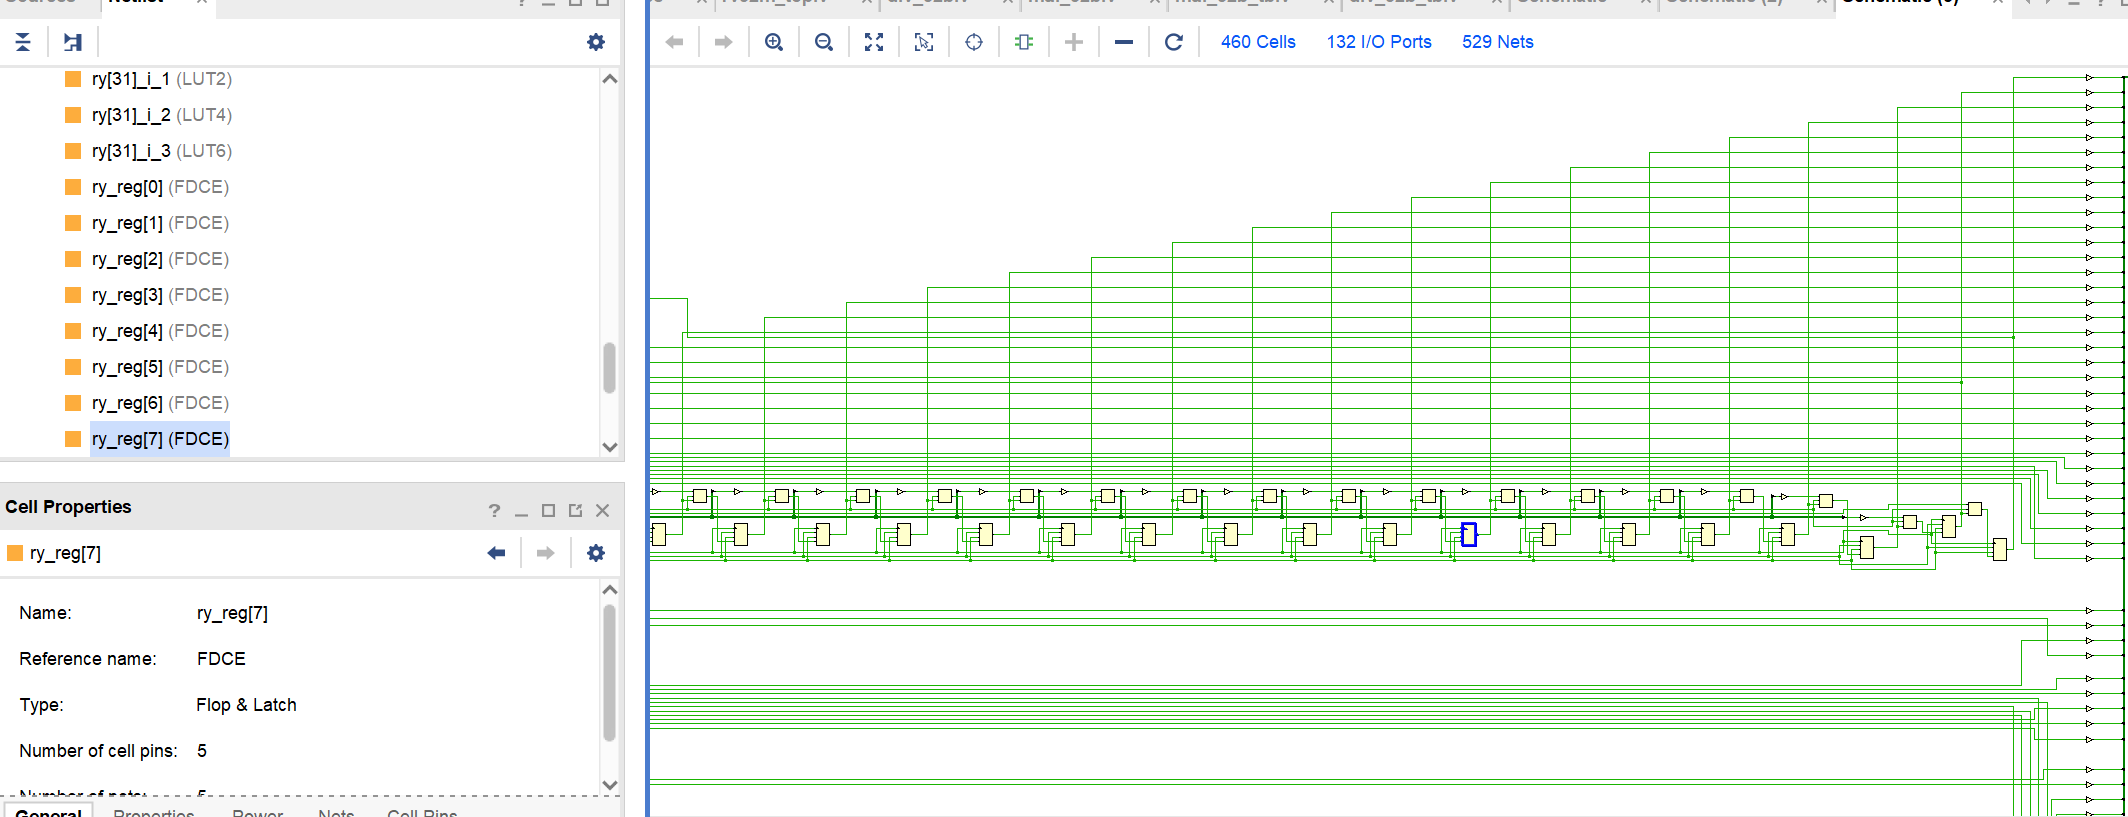 Netlist
460 Cells 132 I/O Ports 529 Nets
ry[31]_i_1 (LUT2)
ry[31]_i_2 (LUT4)
ry[31]_i_3 (LUT6)
ry_reg[0] (FDCE)
ry_reg[1] (FDCE)
ry_reg[2] (FDCE)
ry_reg[3] (FDCE)
ry_reg[4] (FDCE)
ry_reg[5] (FDCE)
ry_reg[6] (FDCE)
ry_reg[7] (FDCE)
Cell Properties
ry_reg[7]
Name: ry_reg[7]
Reference name: FDCE
Type: Flop & Latch
Number of cell pins: 5
Number of nets: 5
General Properties Power Nets Cell Pins